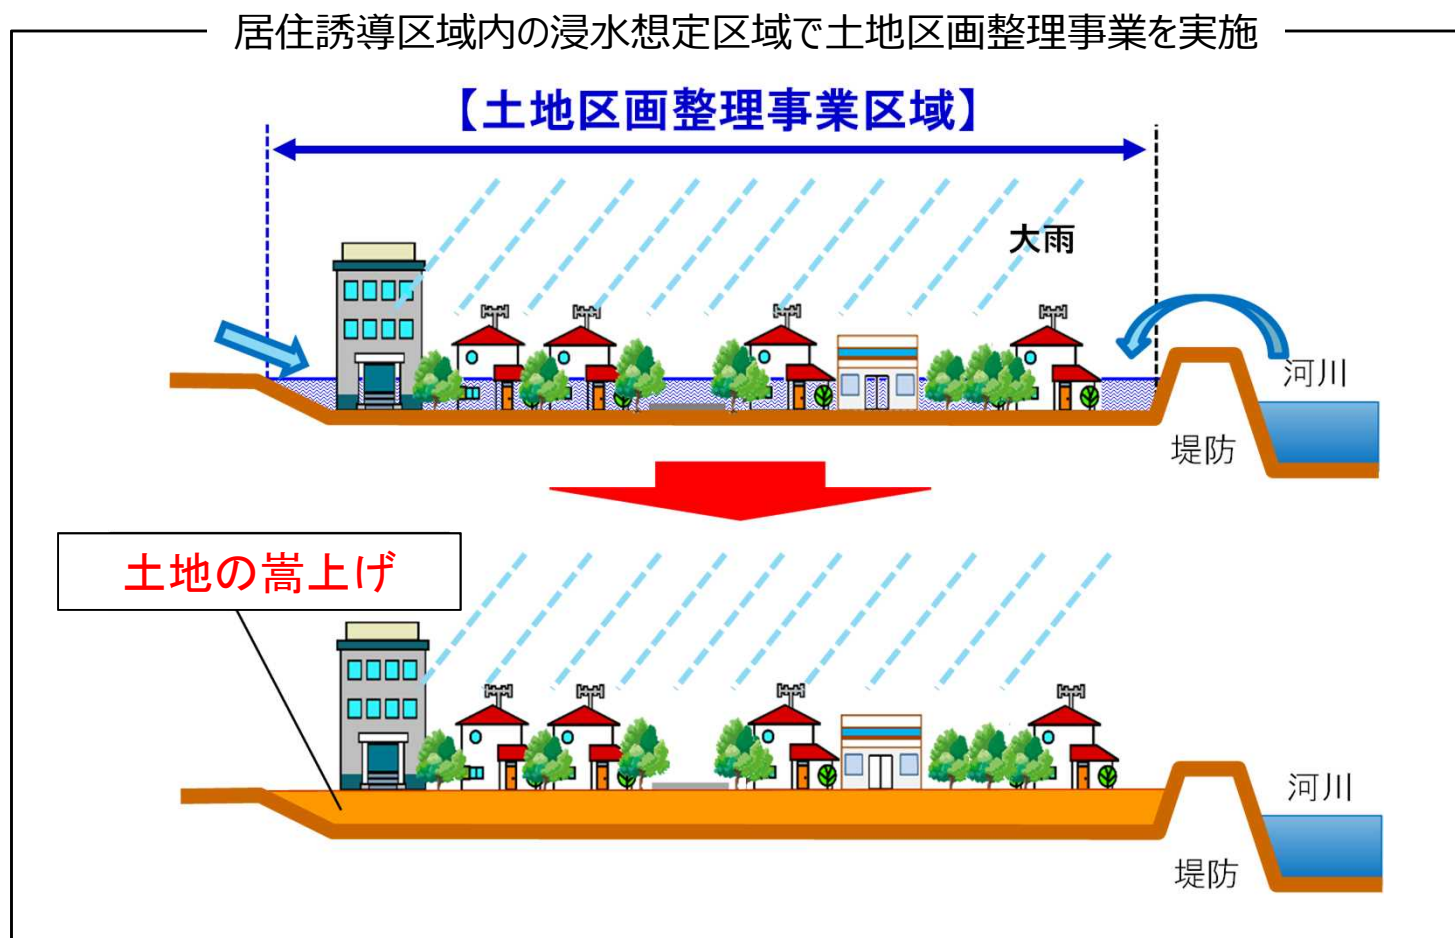 居住誘導区域内の浸水想定区域で土地区画整理事業を実施
【土地区画整理事業区域】
大雨
河川
堤防
土地の嵩上げ
河川
堤防